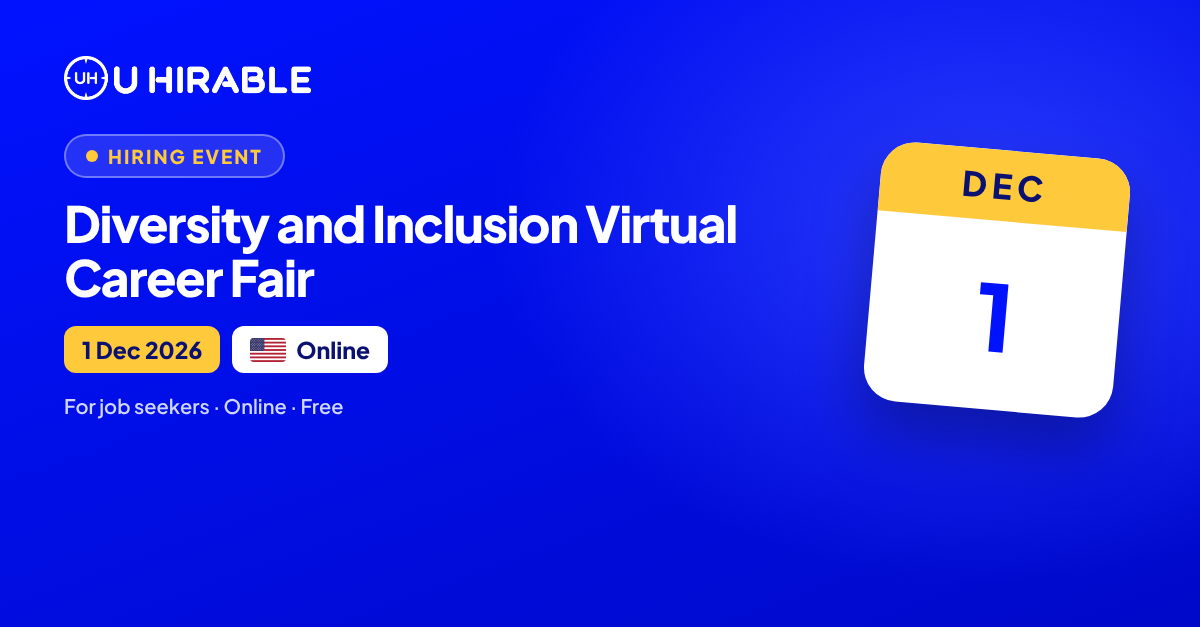 UH U HIRABLE
HIRING EVENT
Diversity and Inclusion Virtual
Career Fair
1 Dec 2026
Online
For job seekers · Online · Free
DEC
1